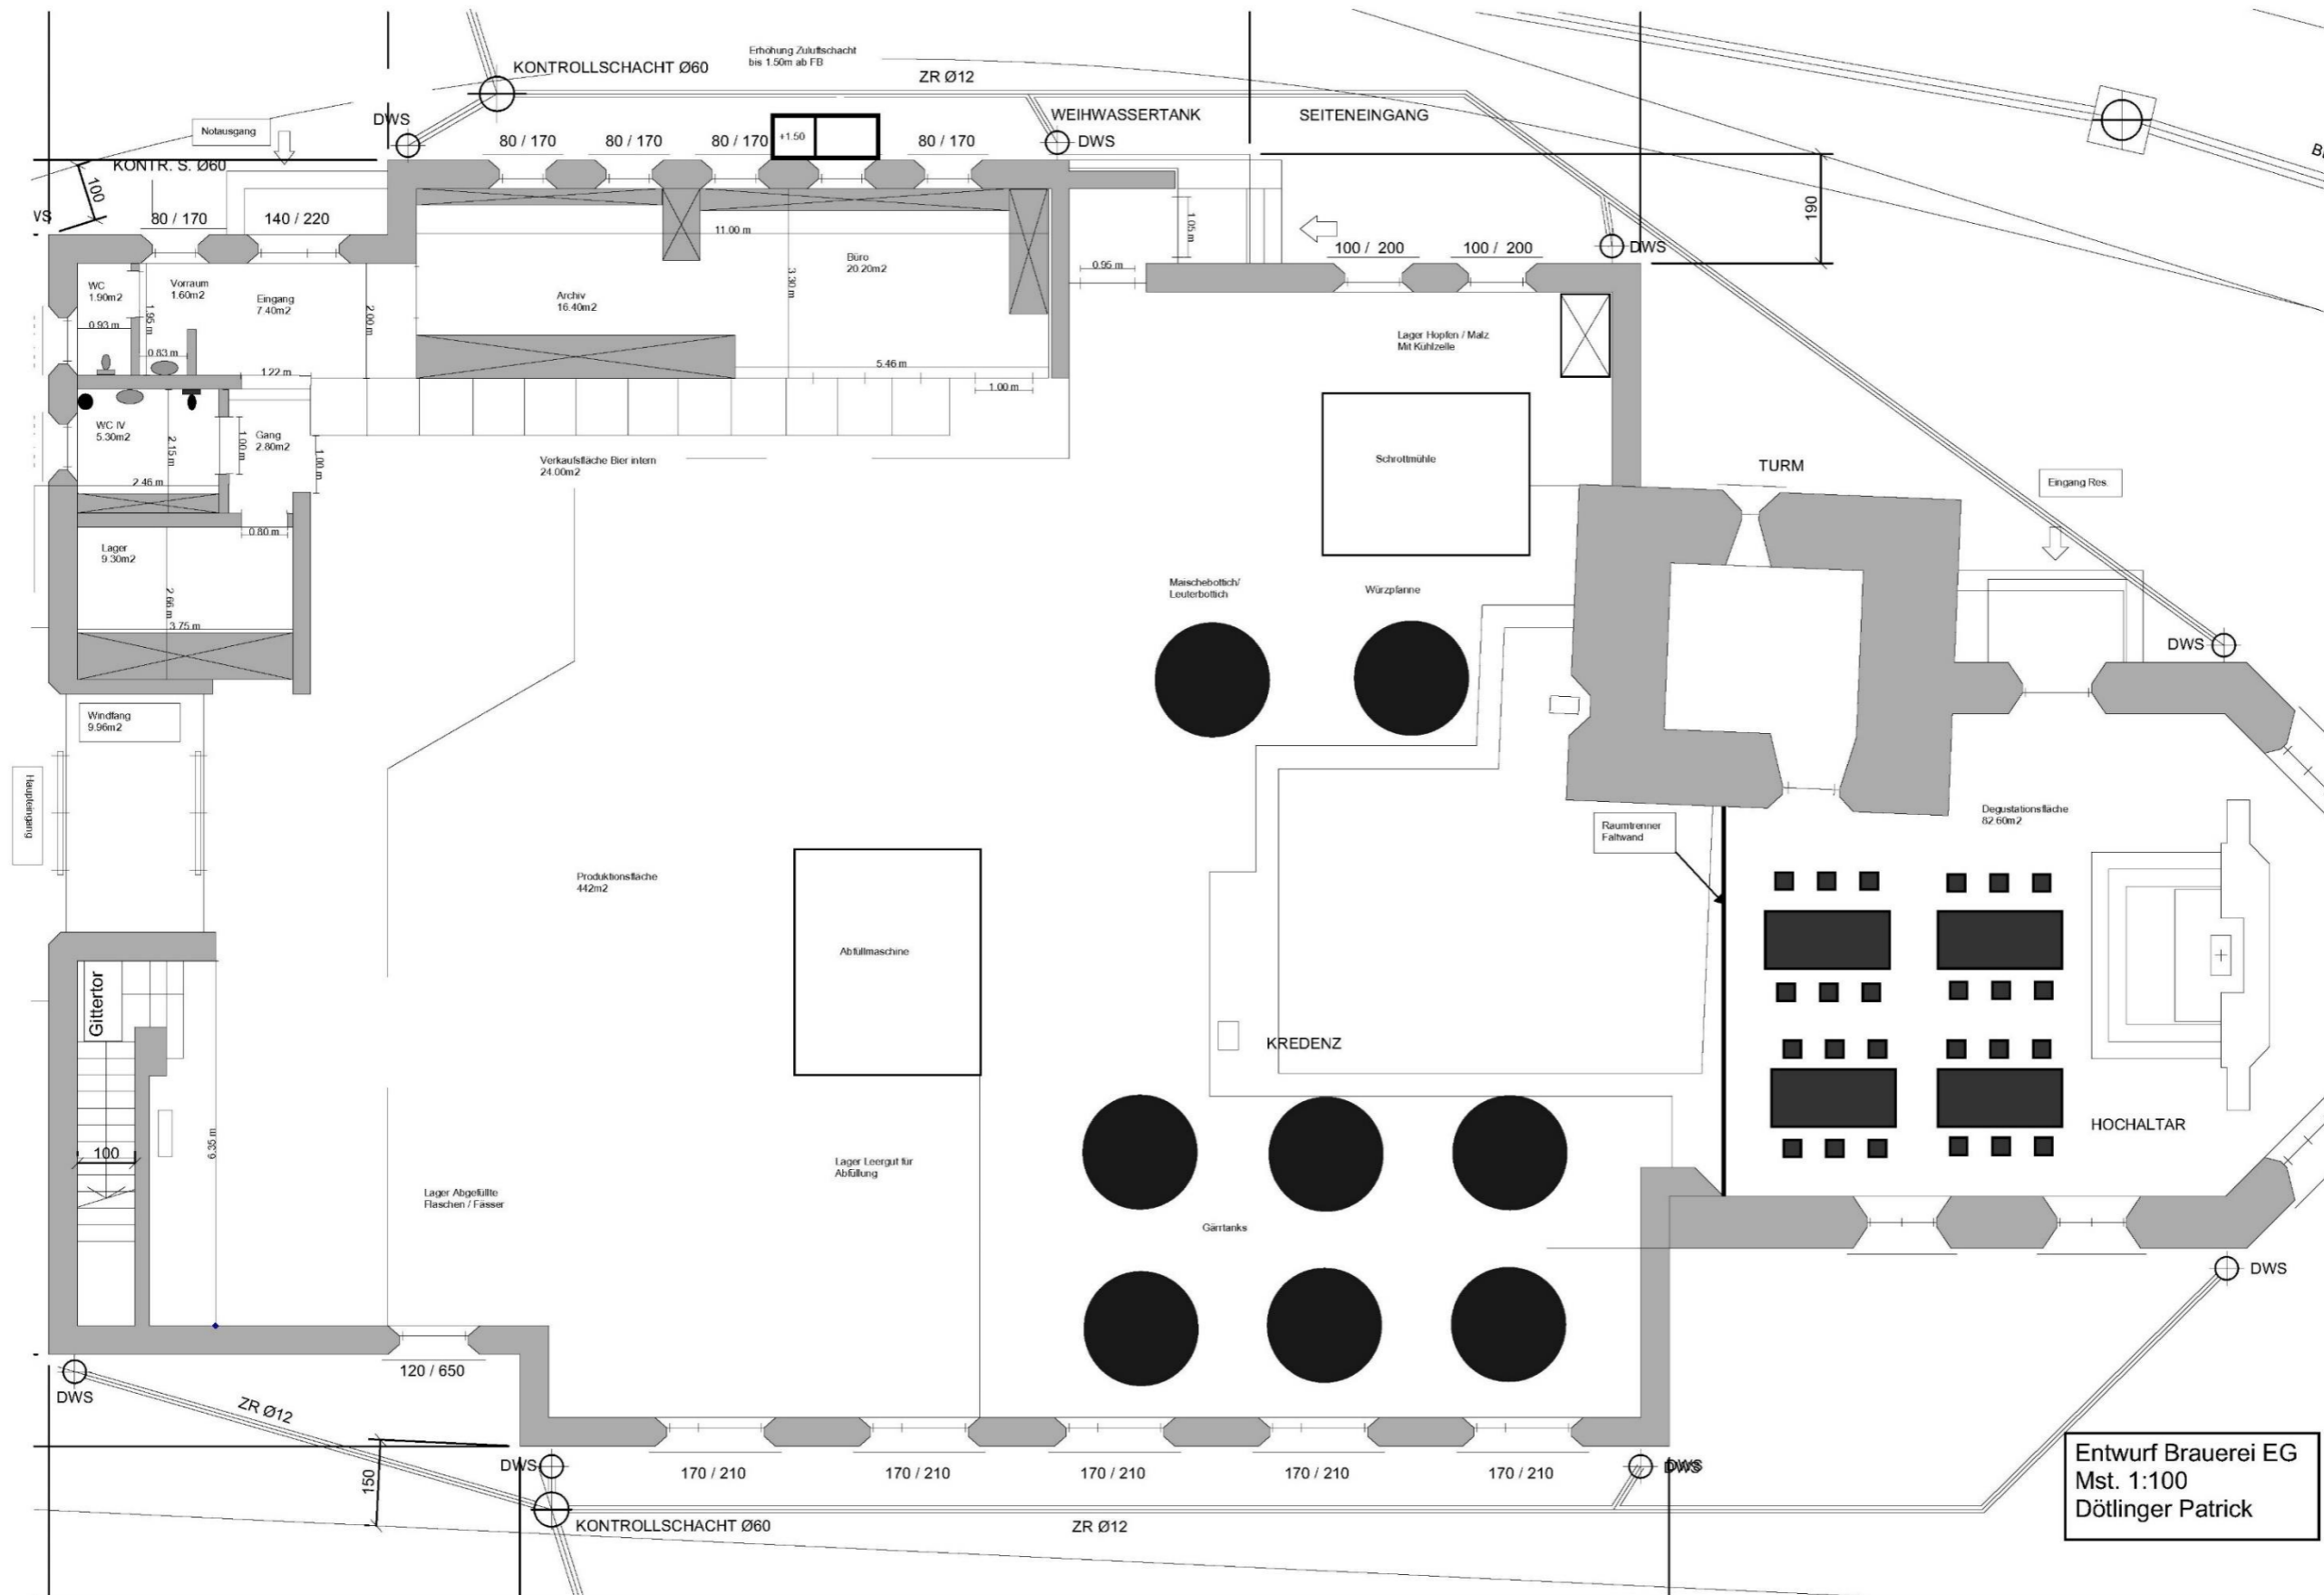 Erhöhung Zuluftschacht
bis 1.50m ab FB
KONTROLLSCHACHT Ø60
ZR Ø12
DWS
WEIHWASSERTANK
SEITENEINGANG
Notausgang
+1.50
80 / 170
80 / 170
80 / 170
80 / 170
DWS
KONTR. S. Ø60
100
80 / 170
140 / 220
190
11.00 m
1.05 m
DWS
100 / 200
100 / 200
Büro
20.20m2
3.30 m
0.95 m
WC
1.90m2
Vorraum
1.60m2
Eingang
7.40m2
Archiv
16.40m2
1.95 m
2.00 m
0.93 m
0.83 m
1.22 m
5.46 m
1.00 m
Lager Hopfen / Malz
Mit Kühlzelle
WC IV
5.30m2
2.15 m
1.00 m
Gang
2.80m2
1.00 m
2.46 m
Verkaufsfläche Bier intern
24.00m2
Schrottmühle
TURM
Eingang Res.
0.80 m
Lager
9.30m2
2.66 m
3.75 m
Maischebottich/
Leuterbottich
Würzpfanne
DWS
Windfang
9.96m2
Haupteingang
Degustationsfläche
82.60m2
Raumtrenner
Faltwand
Produktionsfläche
442m2
Abfüllmaschine
Gittertor
KREDENZ
HOCHALTAR
100
6.35 m
Lager Leergut für
Abfüllung
Lager Abgefüllte
Flaschen / Fässer
Gärrtanks
DWS
120 / 650
DWS
ZR Ø12
150
DWS
170 / 210
170 / 210
170 / 210
170 / 210
170 / 210
DWS
KONTROLLSCHACHT Ø60
ZR Ø12
Entwurf Brauerei EG
Mst. 1:100
Dötlinger Patrick